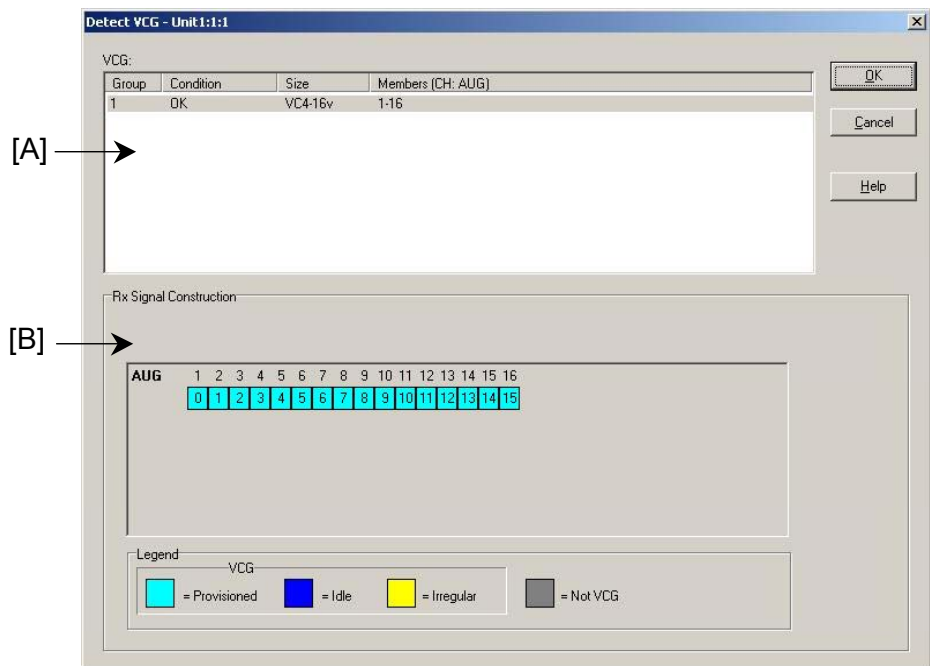 Detect VCG - Unit1:1:1
VCG:
Group Condition Size Members (CH: AUG)
1 OK VC4-16v 1-16
OK
Cancel
Help
[A]
Rx Signal Construction
[B]
AUG 1 2 3 4 5 6 7 8 9 10 11 12 13 14 15 16
0 1 2 3 4 5 6 7 8 9 10 11 12 13 14 15
Legend
VCG
= Provisioned = Idle = Irregular = Not VCG